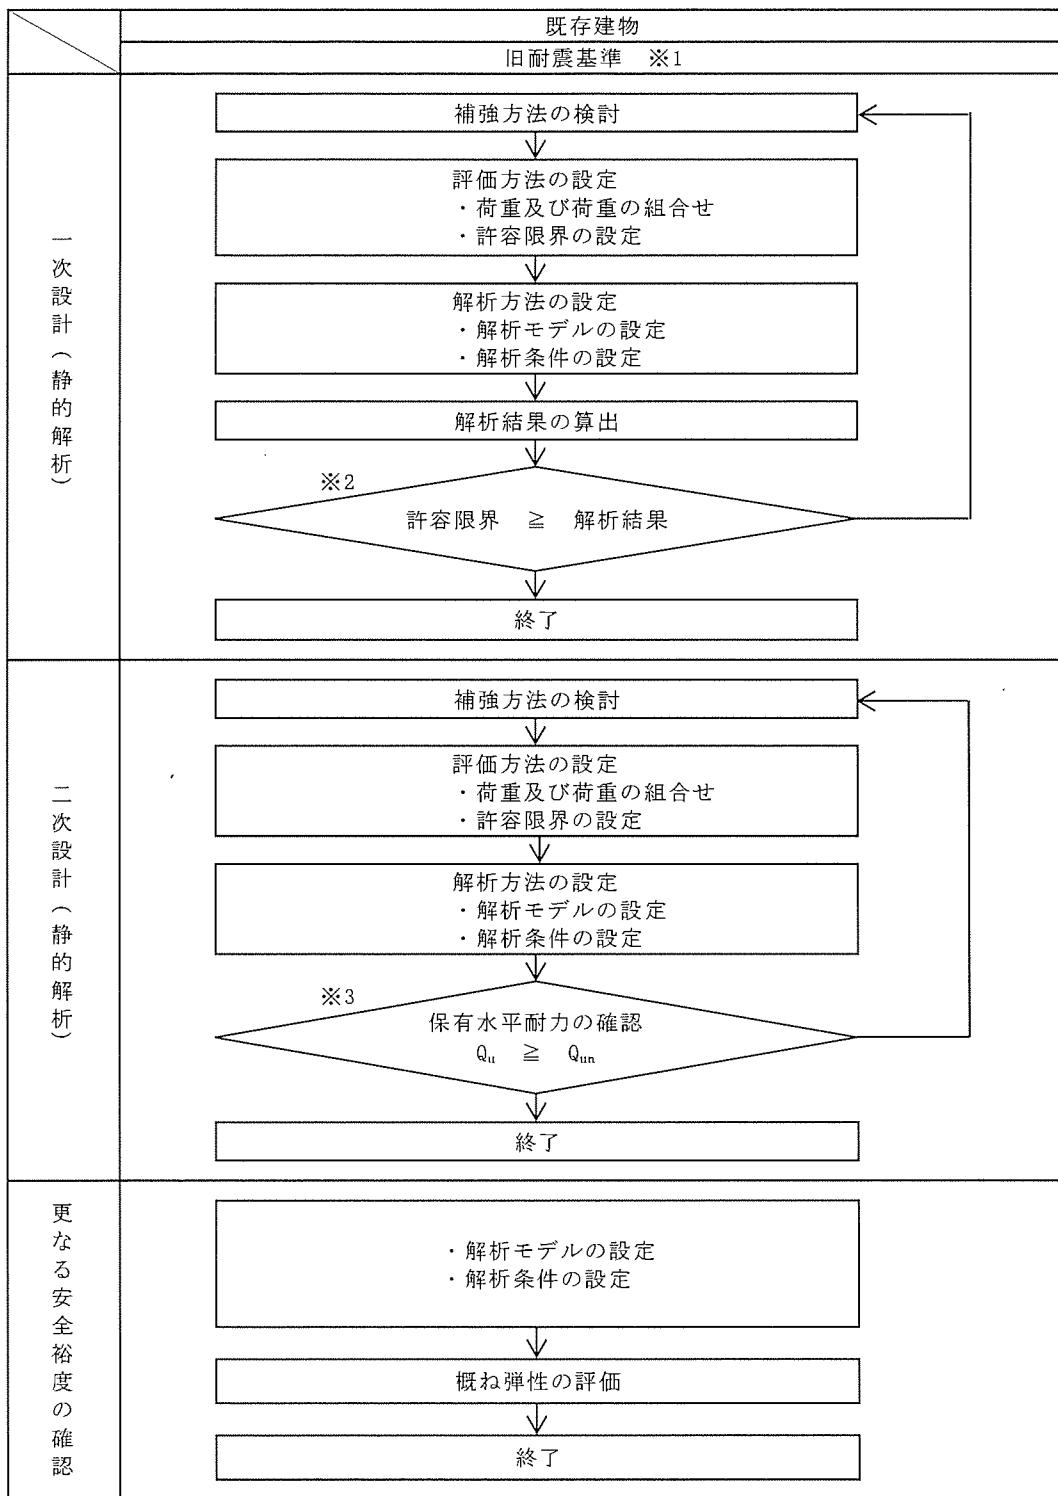 既存建物
旧耐震基準　※1
一次設計（静的解析）
補強方法の検討
評価方法の設定
・荷重及び荷重の組合せ
・許容限界の設定
解析方法の設定
・解析モデルの設定
・解析条件の設定
解析結果の算出
※2
許容限界　≧　解析結果
終了
二次設計（静的解析）
補強方法の検討
評価方法の設定
・荷重及び荷重の組合せ
・許容限界の設定
解析方法の設定
・解析モデルの設定
・解析条件の設定
※3
保有水平耐力の確認
Qu　≧　Qun
終了
更なる安全裕度の確認
・解析モデルの設定
・解析条件の設定
概ね弾性の評価
終了